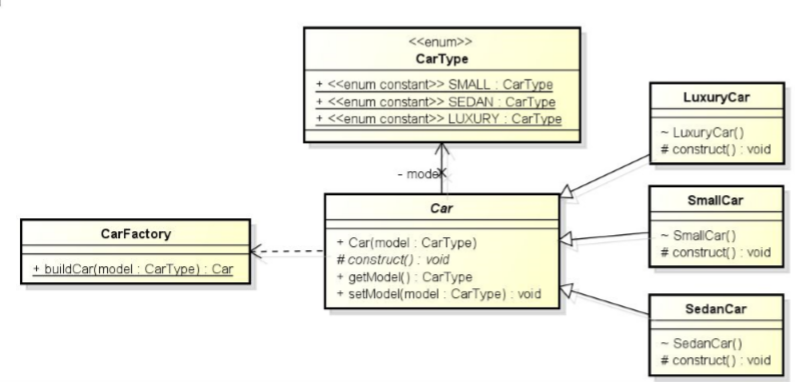 <<enum>>
CarType
+ <<enum constant>> SMALL : CarType
+ <<enum constant>> SEDAN : CarType
+ <<enum constant>> LUXURY : CarType
LuxuryCar
~ LuxuryCar()
# construct() : void
- model
Car
+ Car(model : CarType)
# construct() : void
+ getModel() : CarType
+ setModel(model : CarType) : void
SmallCar
~ SmallCar()
# construct() : void
CarFactory
+ buildCar(model : CarType) : Car
SedanCar
~ SedanCar()
# construct() : void